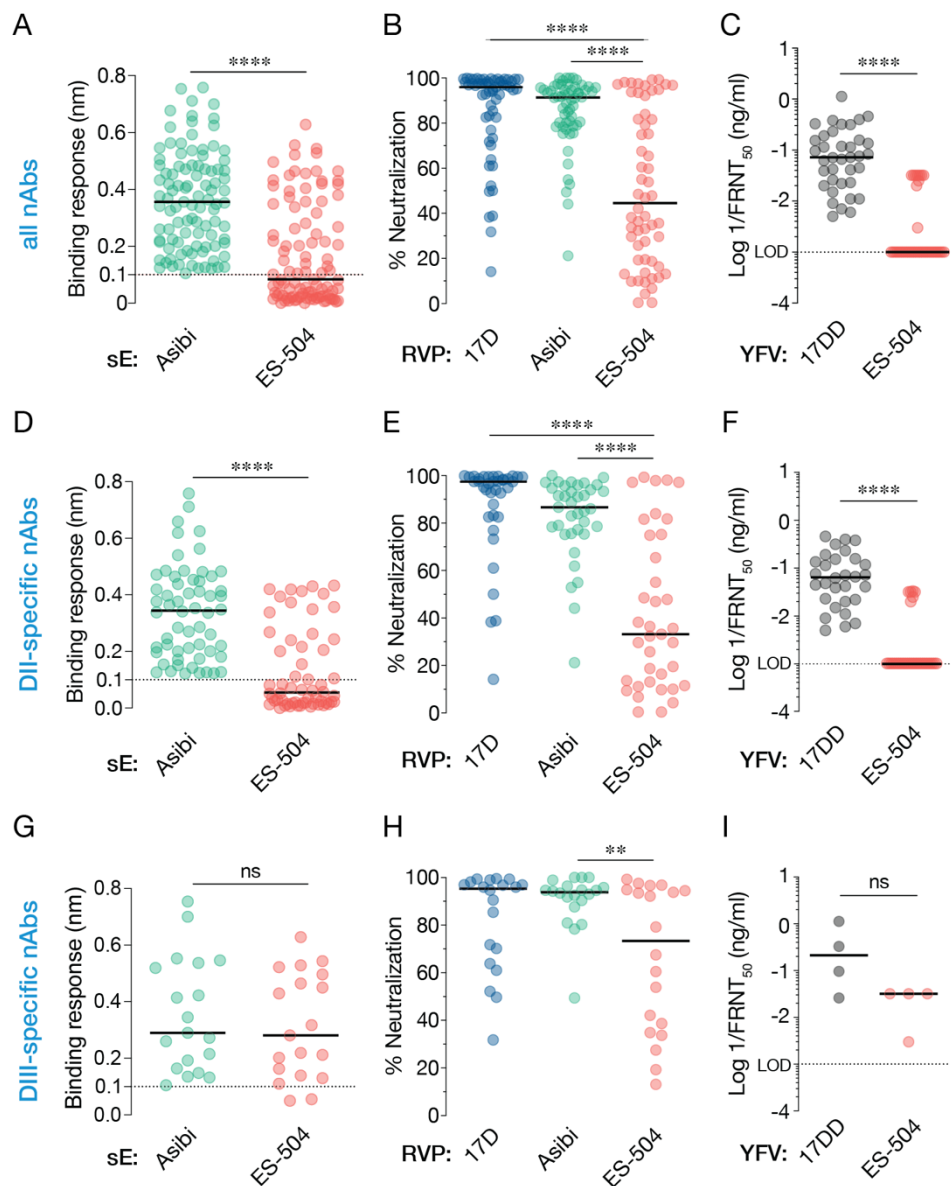 A
all nAbs
Binding response (nm)
0.8
0.6
0.4
0.2
0.1
0
****
sE:
Asibi
ES-504
B
% Neutralization
100
80
60
40
20
0
****
****
RVP:
17D
Asibi
ES-504
C
Log 1/FRNT50 (ng/ml)
1
0
-1
-2
LOD
-4
****
YFV:
17DD
ES-504
D
DII-specific nAbs
Binding response (nm)
0.8
0.6
0.4
0.2
0.1
0.0
****
sE:
Asibi
ES-504
E
% Neutralization
100
80
60
40
20
0
****
****
RVP:
17D
Asibi
ES-504
F
Log 1/FRNT50 (ng/ml)
1
0
-1
-2
LOD
-4
****
YFV:
17DD
ES-504
G
DIII-specific nAbs
Binding response (nm)
0.8
0.6
0.4
0.2
0.1
0.0
ns
sE:
Asibi
ES-504
H
% Neutralization
100
80
60
40
20
0
**
RVP:
17D
Asibi
ES-504
I
Log 1/FRNT50 (ng/ml)
1
0
-1
-2
LOD
-4
ns
YFV:
17DD
ES-504